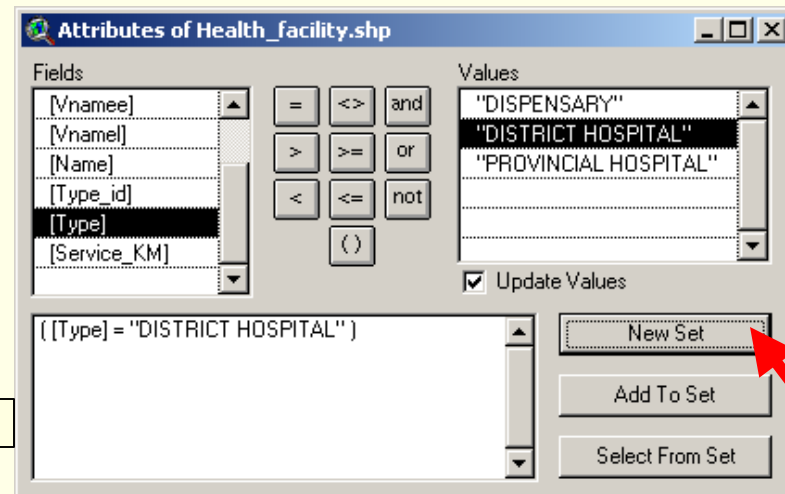 Attributes of Health_facility.shp
Fields
[Vnamee]
[Vnamel]
[Name]
[Type_id]
[Type]
[Service_KM]
= <> and
> >= or
< <= not
( )
Values
"DISPENSARY"
"DISTRICT HOSPITAL"
"PROVINCIAL HOSPITAL"
Update Values
( [Type] = "DISTRICT HOSPITAL" )
New Set
Add To Set
Select From Set